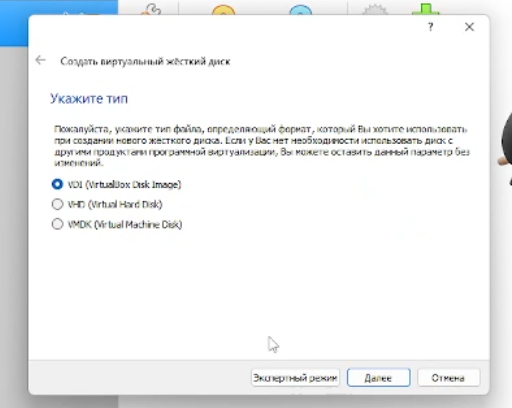 ?
Создать виртуальный жёсткий диск
Укажите тип
Пожалуйста, укажите тип файла, определяющий формат, который Вы хотите использовать
при создании нового жесткого диска. Если у Вас нет необходимости использовать диск с
другими продуктами программной виртуализации, Вы можете оставить данный параметр без
изменений.
VDI (VirtualBox Disk Image)
VHD (Virtual Hard Disk)
VMDK (Virtual Machine Disk)
Экспертный режим Далее Отмена